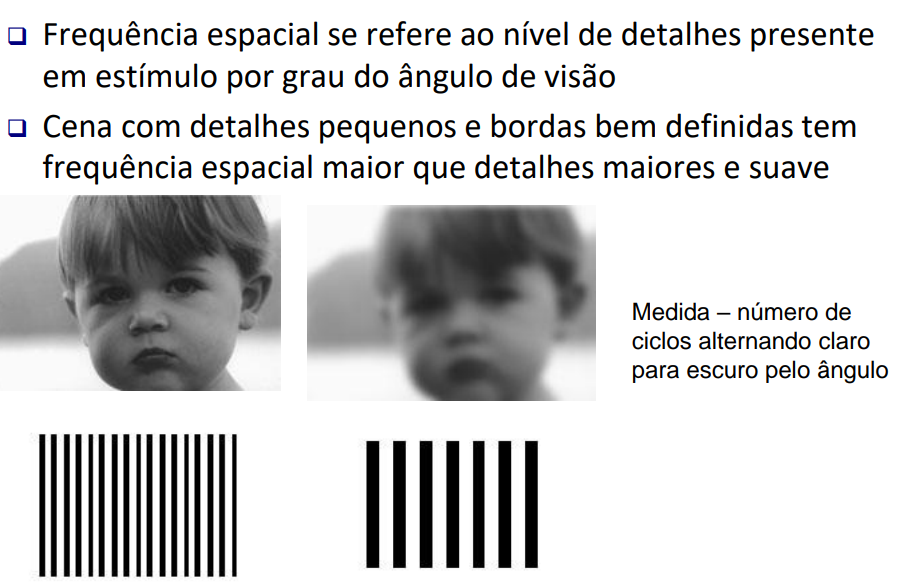 Frequência espacial se refere ao nível de detalhes presente
em estímulo por grau do ângulo de visão
Cena com detalhes pequenos e bordas bem definidas tem
frequência espacial maior que detalhes maiores e suave
Medida – número de
ciclos alternando claro
para escuro pelo ângulo